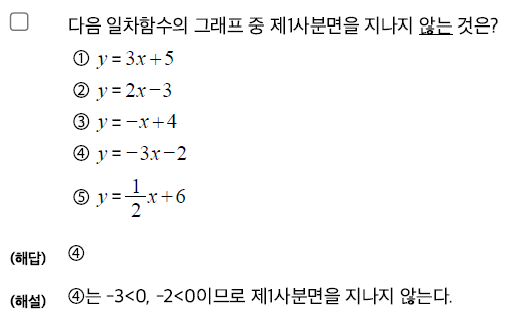 다음 일차함수의 그래프 중 제1사분면을 지나지 않는 것은?
① y=3x+5
② y=2x−3
③ y=−x+4
④ y=−3x−2
⑤ y=1/2x+6
(해답) ④
(해설) ④는 -3<0, -2<0이므로 제1사분면을 지나지 않는다.